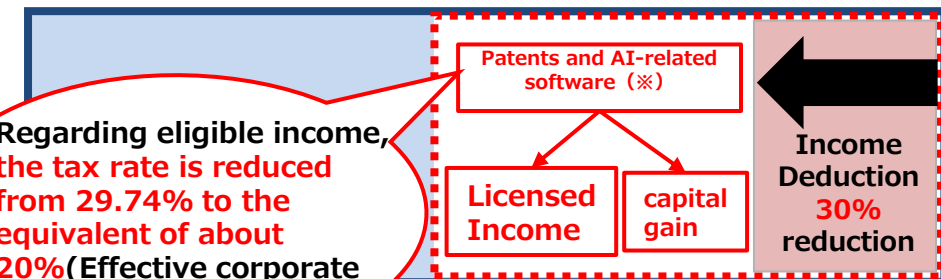 Patents and AI-related
software（※）
Regarding eligible income,
the tax rate is reduced
from 29.74% to the
equivalent of about
20%(Effective corporate
Licensed
Income
capital
gain
Income
Deduction
30%
reduction